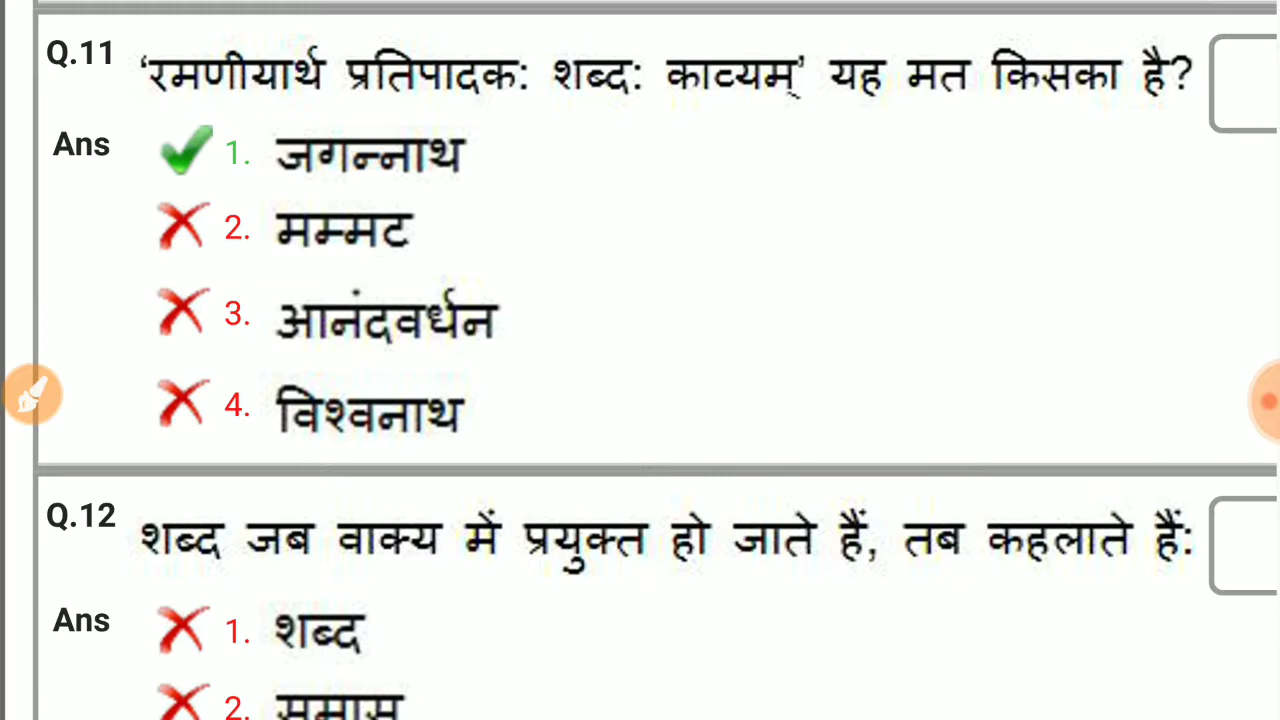 Q.11 ‘रमणीयार्थ प्रतिपादक: शब्द: काव्यम्’ यह मत किसका है?
Ans 1. जगन्नाथ
2. मम्मट
3. आनंदवर्धन
4. विश्वनाथ
Q.12 शब्द जब वाक्य में प्रयुक्त हो जाते हैं, तब कहलाते हैं:
Ans 1. शब्द
2. समास